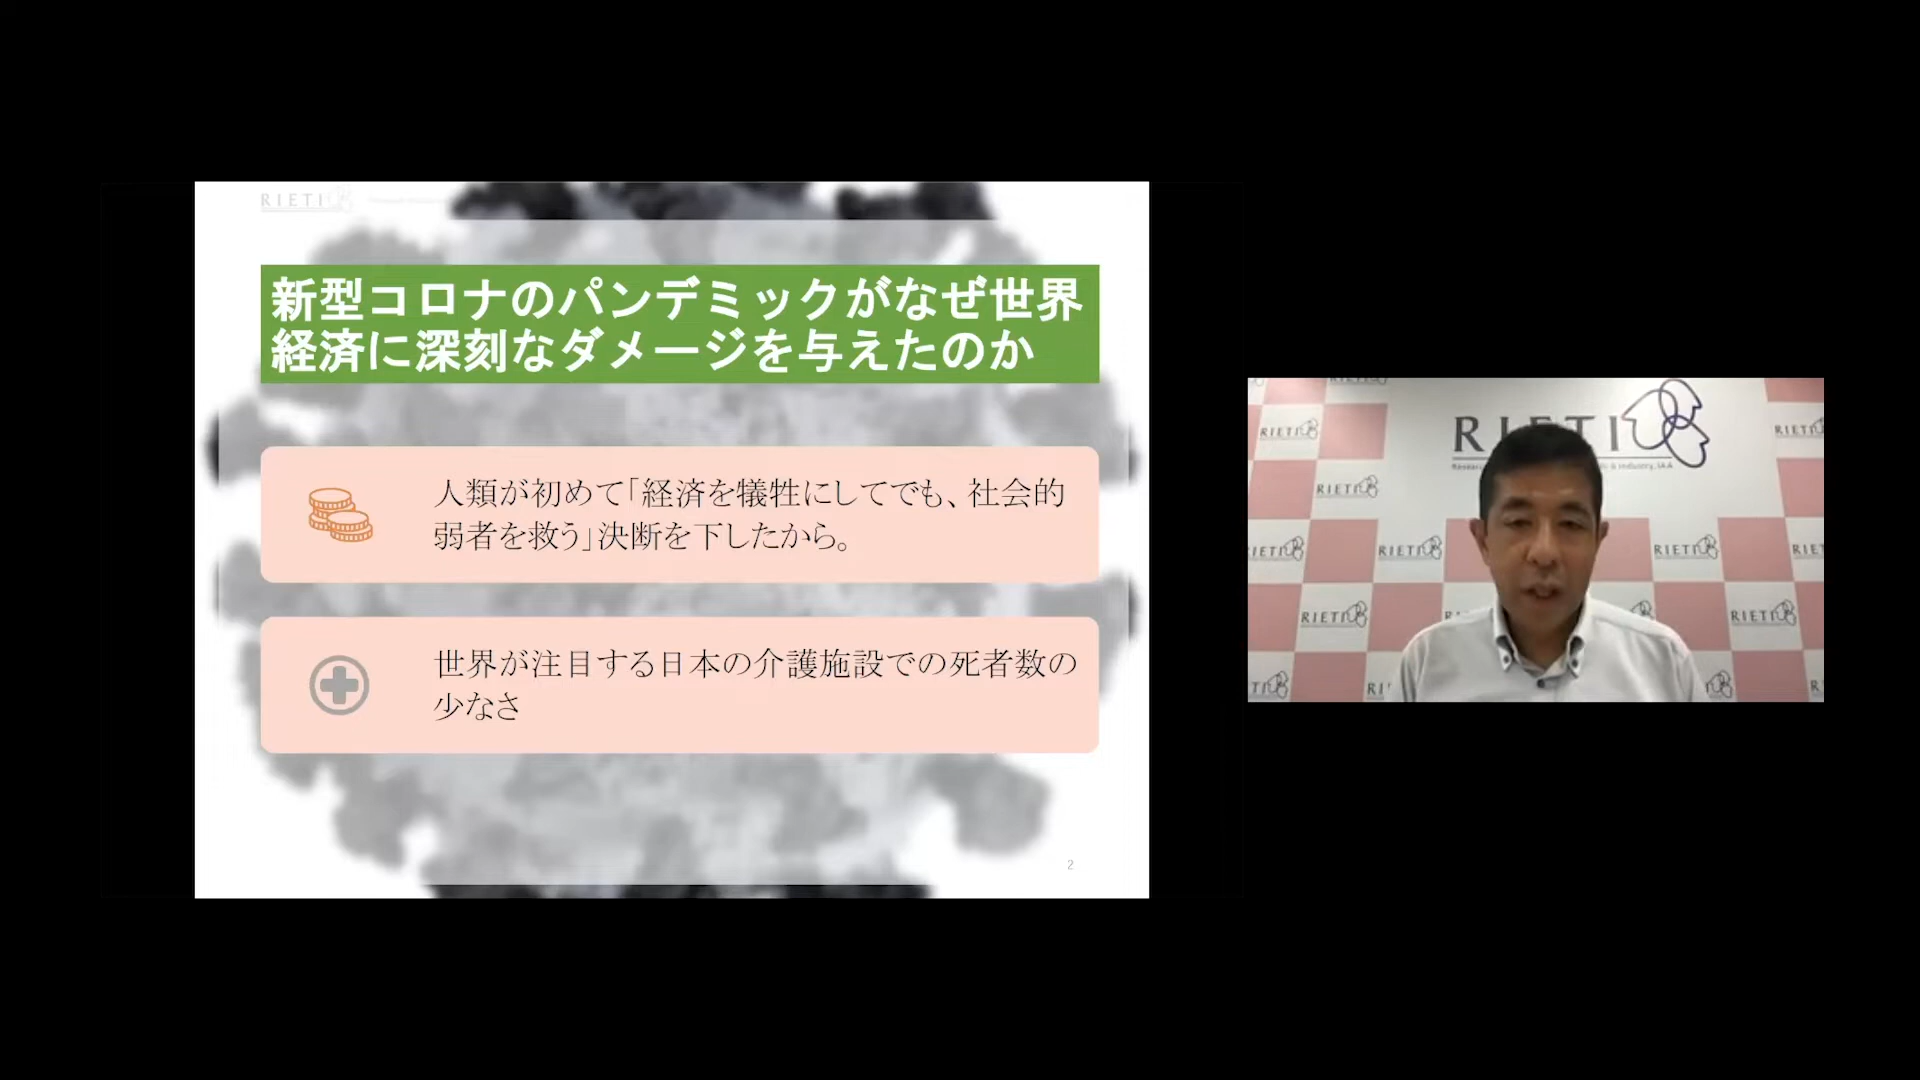 RIETI
新型コロナのパンデミックがなぜ世界
経済に深刻なダメージを与えたのか
人類が初めて「経済を犠牲にしてでも、社会的
弱者を救う」決断を下したから。
世界が注目する日本の介護施設での死者数の
少なさ
2
RIETI
RIETI
RIETI
RIETI
RIETI
RIETI
RIETI
RIETI
RIETI